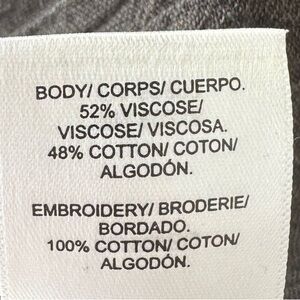 BODY/ CORPS/ CUERPO.
52% VISCOSE/
VISCOSE/ VISCOSA.
48% COTTON/ COTON/
ALGODÓN.
EMBROIDERY/ BRODERIE/
BORDADO.
100% COTTON/ COTON/
ALGODÓN.